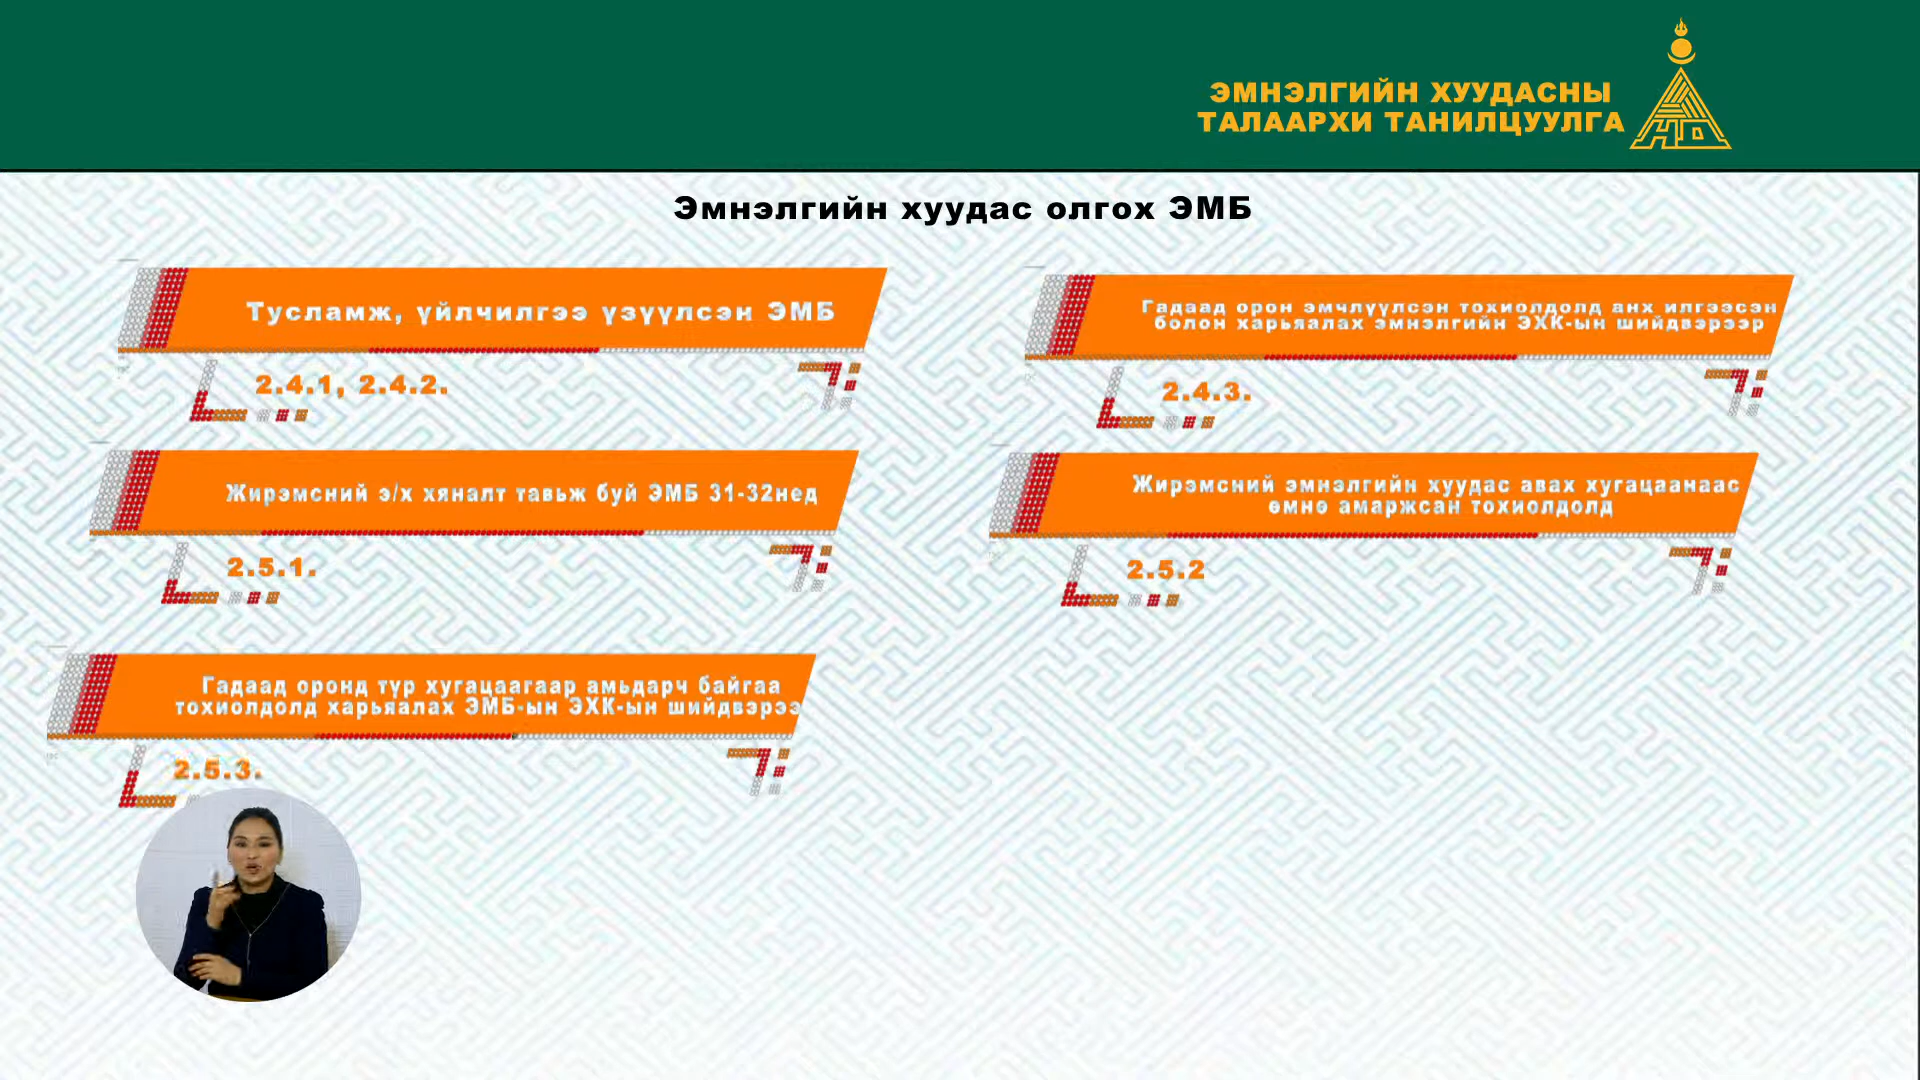 ЭМНЭЛГИЙН ХУУДАСНЫ
ТАЛААРХИ ТАНИЛЦУУЛГА
Эмнэлгийн хуудас олгох ЭМБ
Тусламж, үйлчилгээ үзүүлсэн ЭМБ
2.4.1, 2.4.2.
Гадаад орон эмчлүүлсэн тохиолдолд анх илгээсэн
болон харьяалах эмнэлгийн ЭХК-ын шийдвэрээр
2.4.3.
Жирэмсний э/х хяналт тавьж буй ЭМБ 31-32нед
2.5.1.
Жирэмсний эмнэлгийн хуудас авах хугацаанаас
өмнө амаржсан тохиолдолд
2.5.2
Гадаад оронд түр хугацаагаар амьдарч байгаа
тохиолдолд харьяалах ЭМБ-ын ЭХК-ын шийдвэрээ
2.5.3.